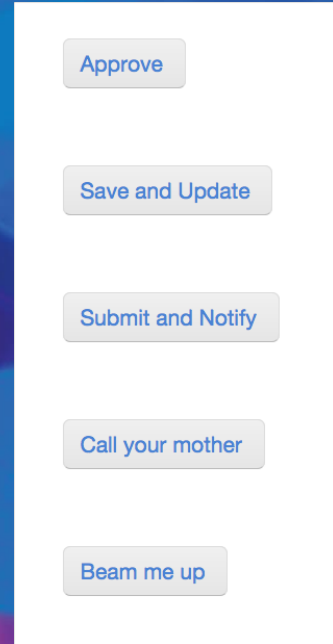 Approve
Save and Update
Submit and Notify
Call your mother
Beam me up